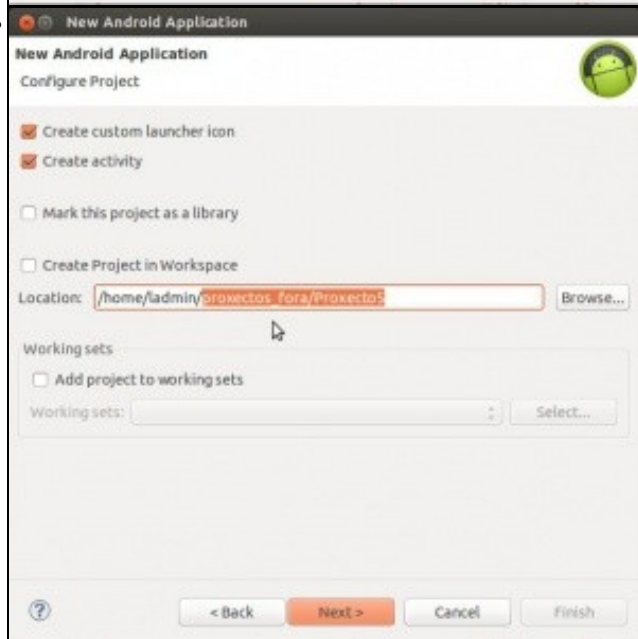 New Android Application
New Android Application
Configure Project
Create custom launcher icon
Create activity
Mark this project as a library
Create Project in Workspace
Location: /home/ladmin/proxectos_fora/Proxecto5 Browse...
Working sets
Add project to working sets
Working sets: Select...
? < Back Next > Cancel Finish